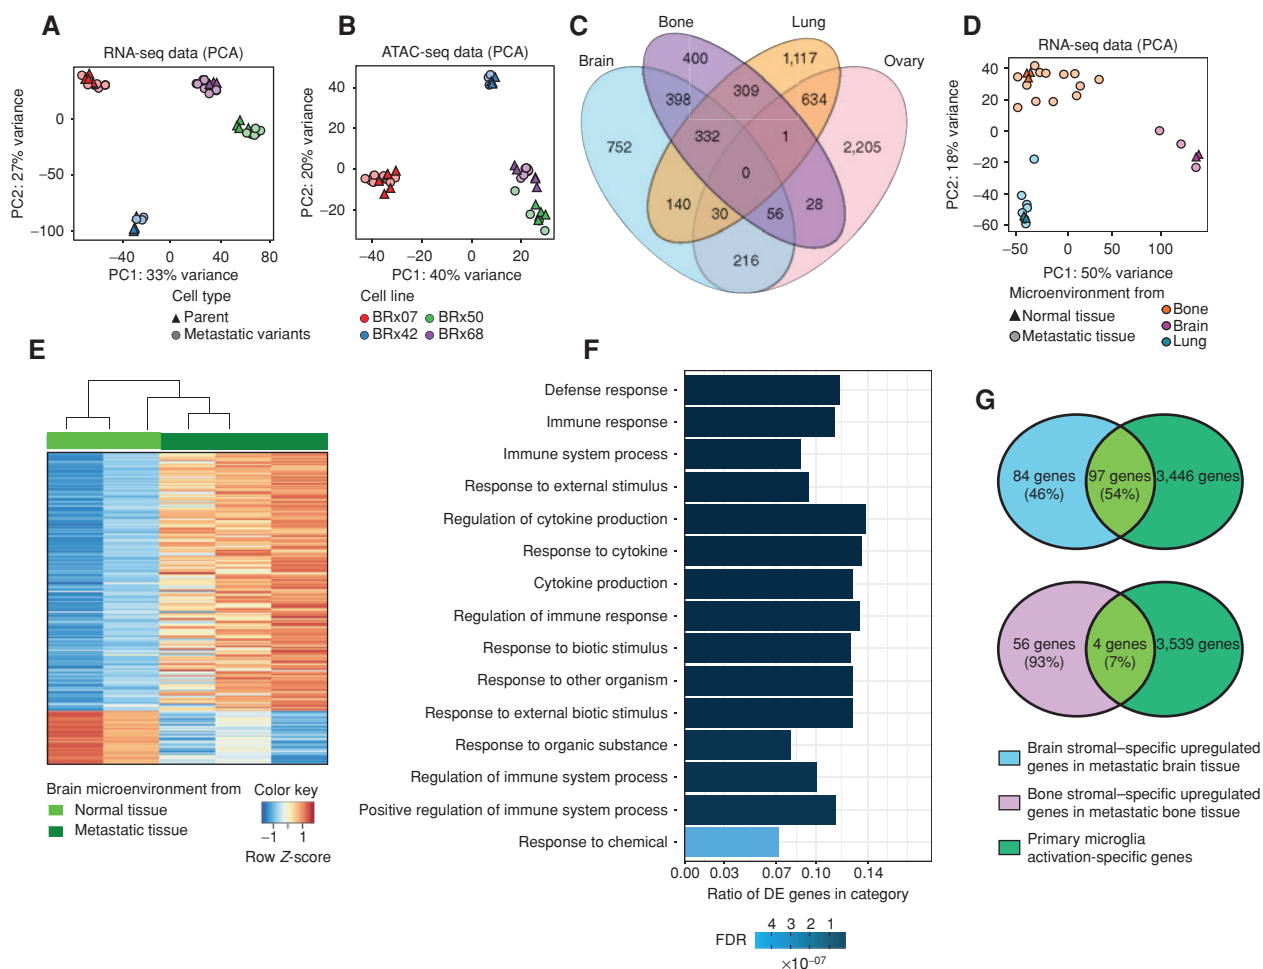 A
RNA-seq data (PCA)
PC2: 27% variance
0
−50
−100
−40
0
40
80
PC1: 33% variance
Cell type
Parent
Metastatic variants
B
ATAC-seq data (PCA)
PC2: 20% variance
40
20
0
−20
−40
−20
0
20
PC1: 40% variance
Cell line
BRx07
BRx50
BRx42
BRx68
C
Brain
Bone
Lung
Ovary
400
1,117
398
309
634
752
332
1
2,205
0
140
30
56
28
216
D
RNA-seq data (PCA)
PC2: 18% variance
40
20
0
−20
−40
−60
−50
0
50
100
PC1: 50% variance
Microenvironment from
Normal tissue
Metastatic tissue
Bone
Brain
Lung
E
Brain microenvironment from
Normal tissue
Metastatic tissue
Color key
−1
1
Row Z-score
F
Defense response
Immune response
Immune system process
Response to external stimulus
Regulation of cytokine production
Response to cytokine
Cytokine production
Regulation of immune response
Response to biotic stimulus
Response to other organism
Response to external biotic stimulus
Response to organic substance
Regulation of immune system process
Positive regulation of immune system process
Response to chemical
0.00
0.03
0.07
0.10
0.14
Ratio of DE genes in category
4 3 2 1
FDR
×10⁻⁰⁷
G
84 genes
(46%)
97 genes
(54%)
3,446 genes
56 genes
(93%)
4 genes
(7%)
3,539 genes
Brain stromal–specific upregulated
genes in metastatic brain tissue
Bone stromal–specific upregulated
genes in metastatic bone tissue
Primary microglia
activation-specific genes